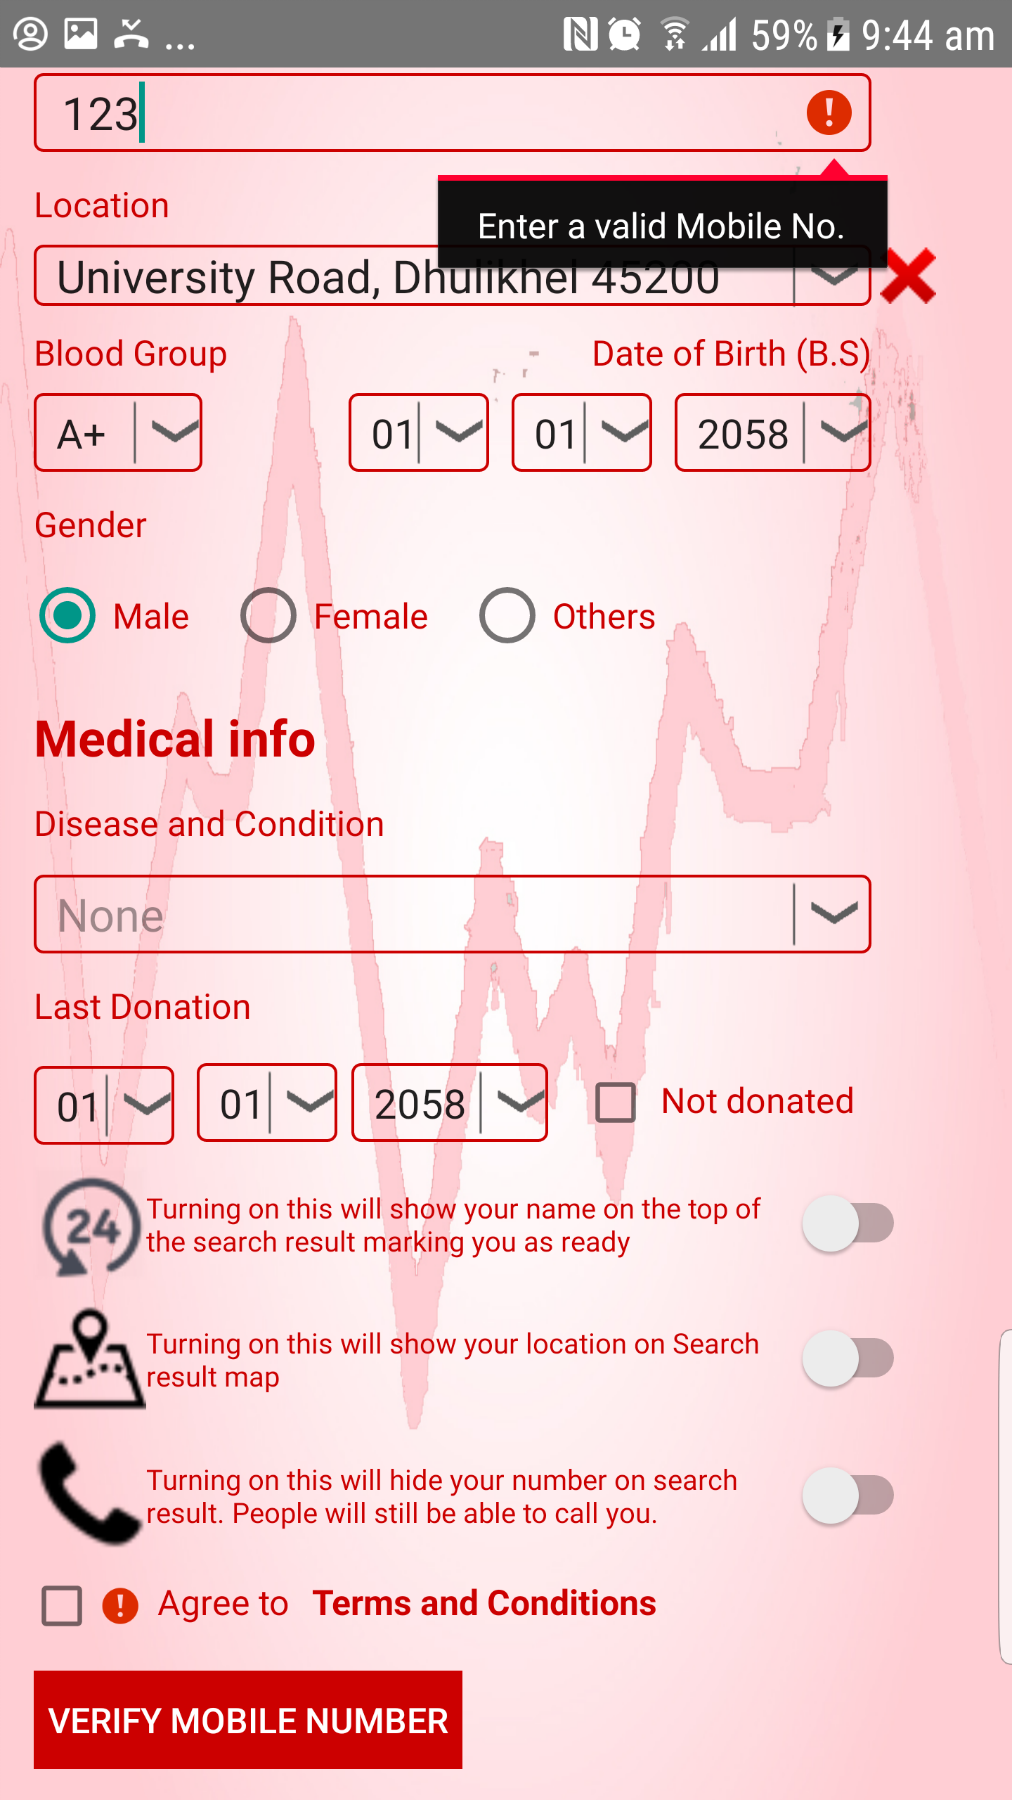 ... 59% 9:44 am
123
Enter a valid Mobile No.
Location
University Road, Dhulikhel 45200
Blood Group Date of Birth (B.S)
A+ 01 01 2058
Gender
Male Female Others
Medical info
Disease and Condition
None
Last Donation
01 01 2058 Not donated
24
Turning on this will show your name on the top of
the search result marking you as ready
Turning on this will show your location on Search
result map
Turning on this will hide your number on search
result. People will still be able to call you.
Agree to Terms and Conditions
VERIFY MOBILE NUMBER